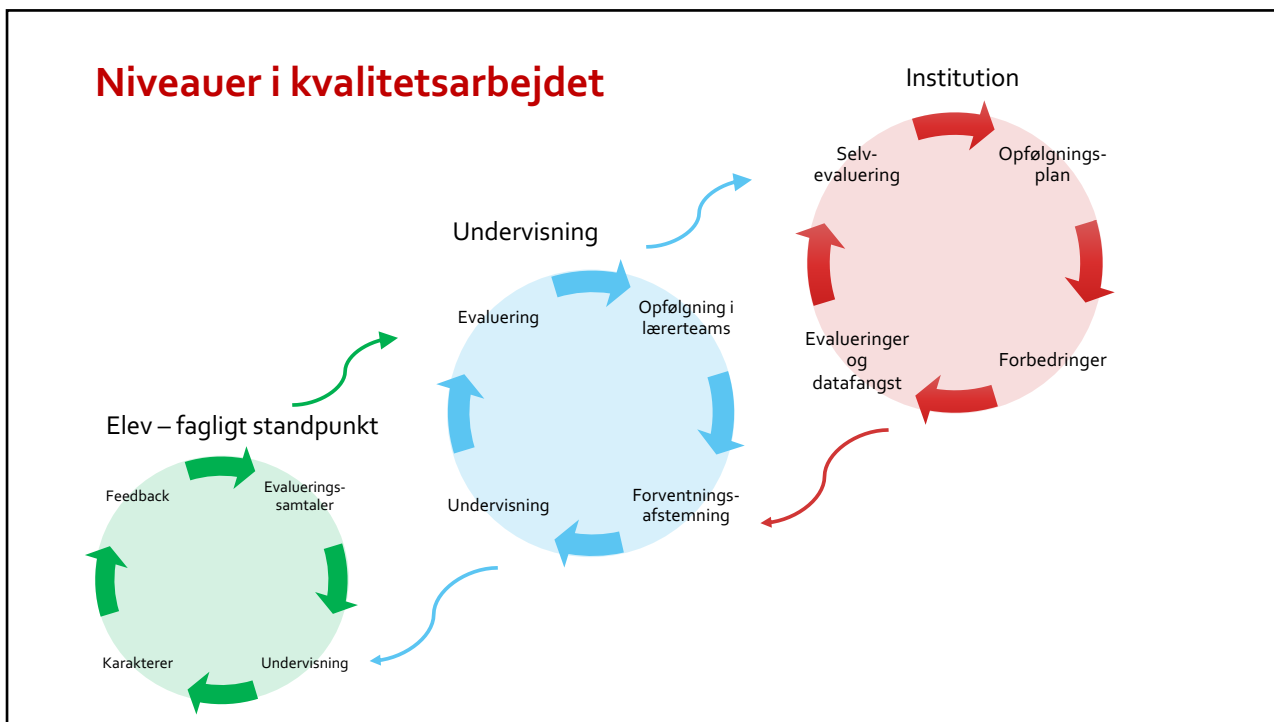 Niveauer i kvalitetsarbejdet
Institution
Selv-
evaluering
Opfølgnings-
plan
Evalueringer
og
datafangst
Forbedringer
Undervisning
Evaluering
Opfølgning i
lærerteams
Undervisning
Forventnings-
afstemning
Elev – fagligt standpunkt
Feedback
Evaluerings-
samtaler
Karakterer
Undervisning